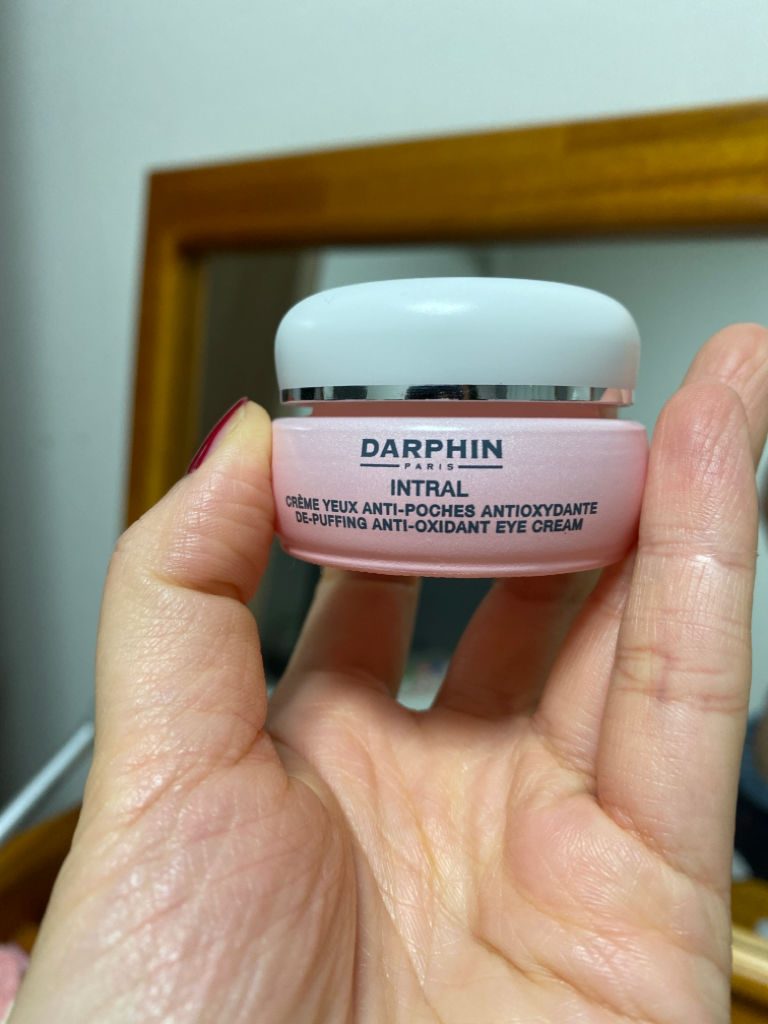 DARPHIN
PARIS
INTRAL
CRÈME YEUX ANTI-POCHES ANTIOXYDANTE
DE-PUFFING ANTI-OXIDANT EYE CREAM